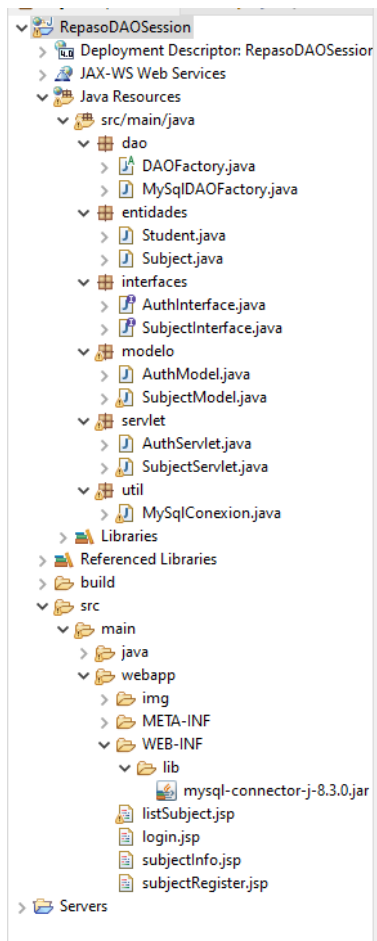 RepasoDAOSession
Deployment Descriptor: RepasoDAOSession
JAX-WS Web Services
Java Resources
src/main/java
dao
DAOFactory.java
MySqlDAOFactory.java
entidades
Student.java
Subject.java
interfaces
AuthInterface.java
SubjectInterface.java
modelo
AuthModel.java
SubjectModel.java
servlet
AuthServlet.java
SubjectServlet.java
util
MySqlConexion.java
Libraries
Referenced Libraries
build
src
main
java
webapp
img
META-INF
WEB-INF
lib
mysql-connector-j-8.3.0.jar
listSubject.jsp
login.jsp
subjectInfo.jsp
subjectRegister.jsp
Servers